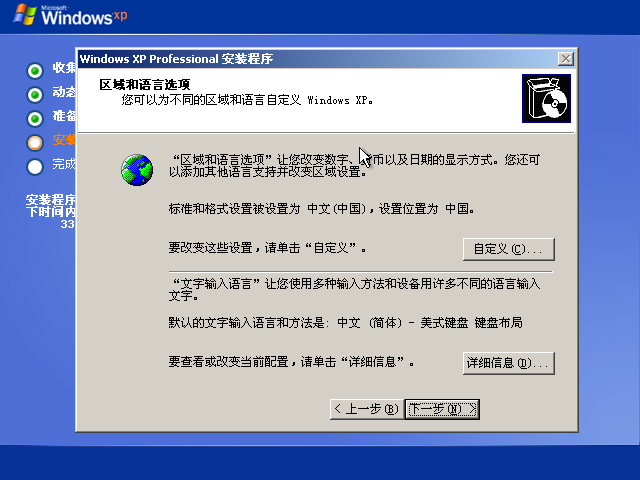 Microsoft
Windows xp
收集
动态
准备
安装
完成
安装程序
下时间内
33
Windows XP Professional 安装程序
区域和语言选项
您可以为不同的区域和语言自定义 Windows XP。
“区域和语言选项”让您改变数字、币以及日期的显示方式。您还可
以添加其他语言支持并改变区域设置。
标准和格式设置被设置为 中文(中国)，设置位置为 中国。
要改变这些设置，请单击“自定义”。
自定义(C)...
“文字输入语言”让您使用多种输入方法和设备用许多不同的语言输入
文字。
默认的文字输入语言和方法是: 中文 (简体) - 美式键盘 键盘布局
要查看或改变当前配置，请单击“详细信息”。
详细信息(D)...
< 上一步(B)
下一步(N) >